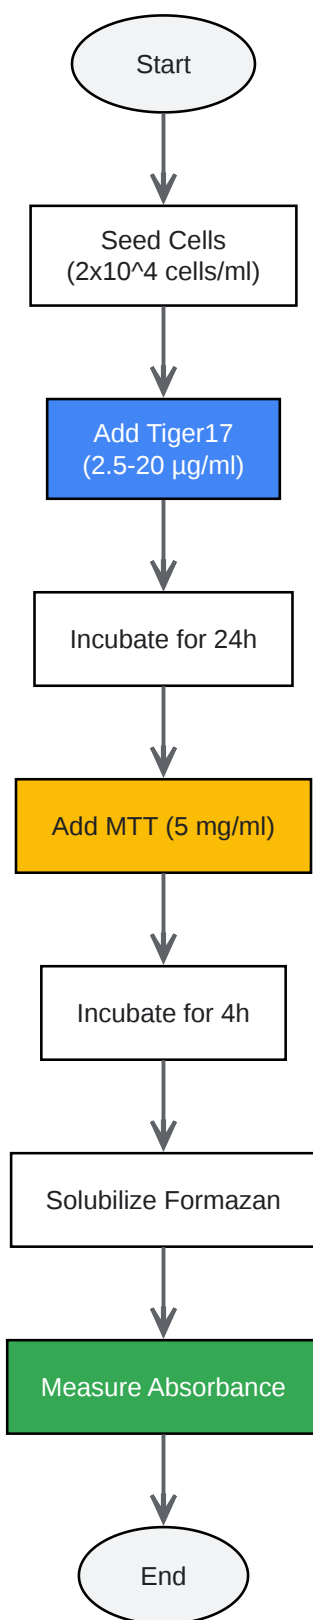 Start
Seed Cells
(2x10^4 cells/ml)
Add Tiger17
(2.5-20 µg/ml)
Incubate for 24h
Add MTT (5 mg/ml)
Incubate for 4h
Solubilize Formazan
Measure Absorbance
End